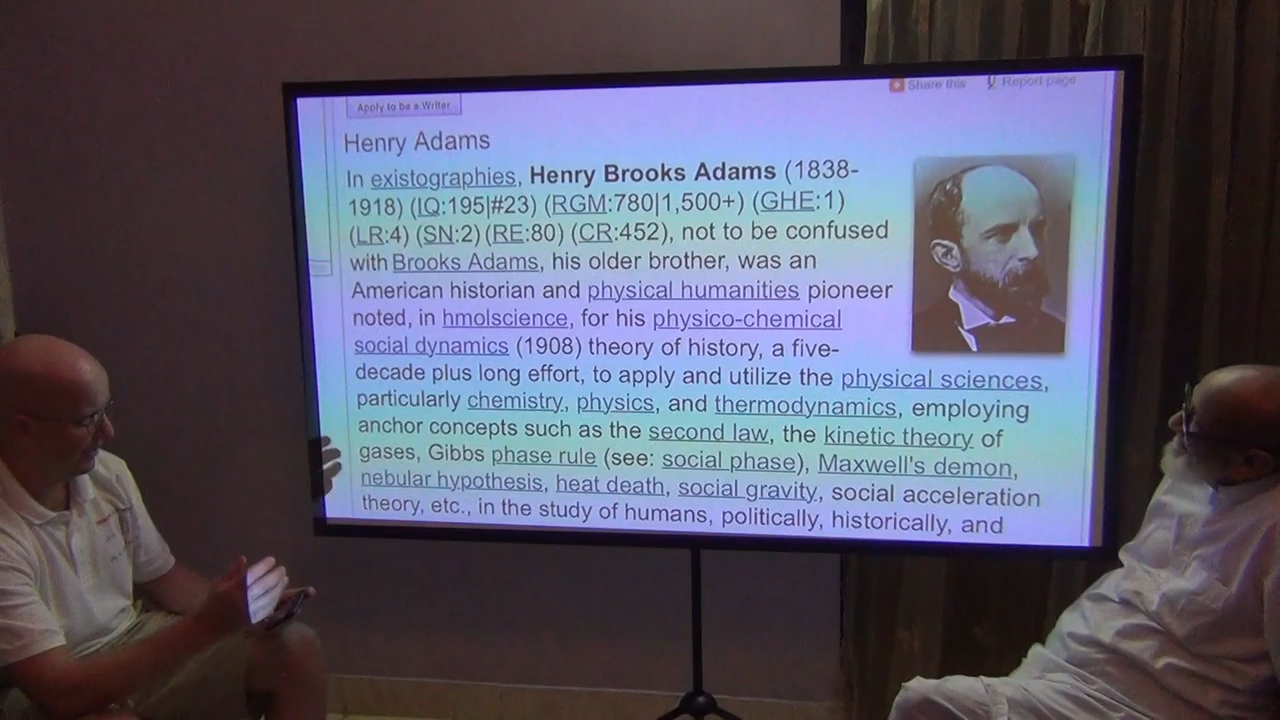 Share this Report page
Apply to be a Writer
Henry Adams
In existographies, Henry Brooks Adams (1838-
1918) (IQ:195|#23) (RGM:780|1,500+) (GHE:1)
(LR:4) (SN:2) (RE:80) (CR:452), not to be confused
with Brooks Adams, his older brother, was an
American historian and physical humanities pioneer
noted, in hmolscience, for his physico-chemical
social dynamics (1908) theory of history, a five-
decade plus long effort, to apply and utilize the physical sciences,
particularly chemistry, physics, and thermodynamics, employing
anchor concepts such as the second law, the kinetic theory of
gases, Gibbs phase rule (see: social phase), Maxwell's demon,
nebular hypothesis, heat death, social gravity, social acceleration
theory, etc., in the study of humans, politically, historically, and